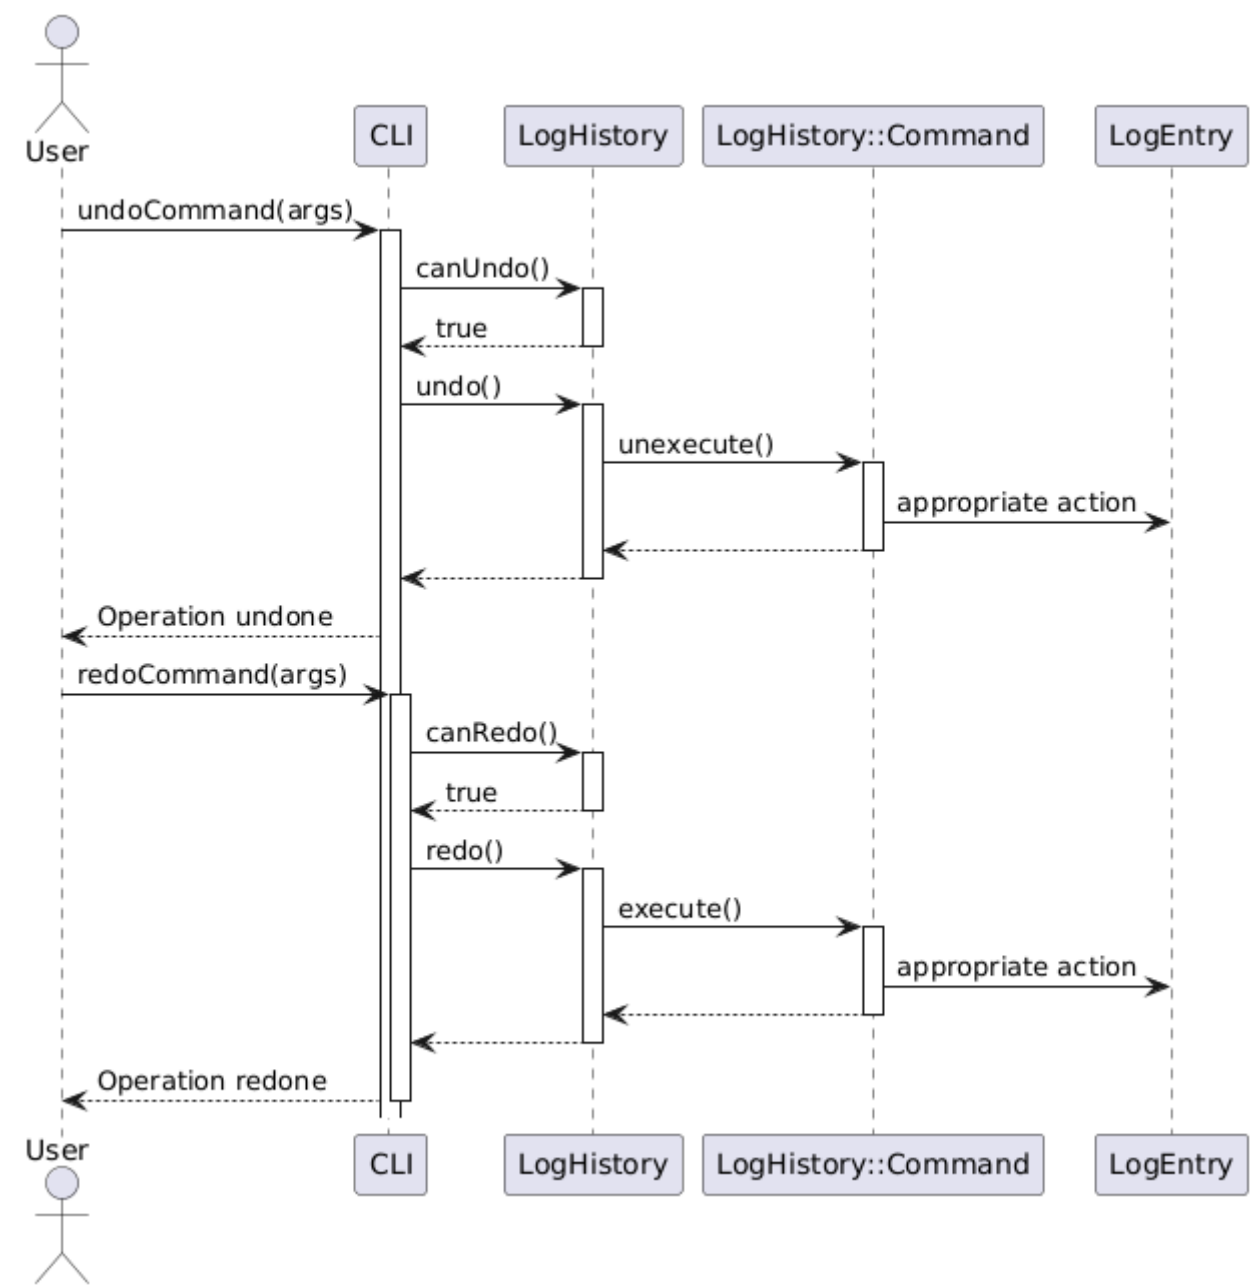 User
CLI
LogHistory
LogHistory::Command
LogEntry
undoCommand(args)
canUndo()
true
undo()
unexecute()
appropriate action
Operation undone
redoCommand(args)
canRedo()
true
redo()
execute()
appropriate action
Operation redone
User
CLI
LogHistory
LogHistory::Command
LogEntry